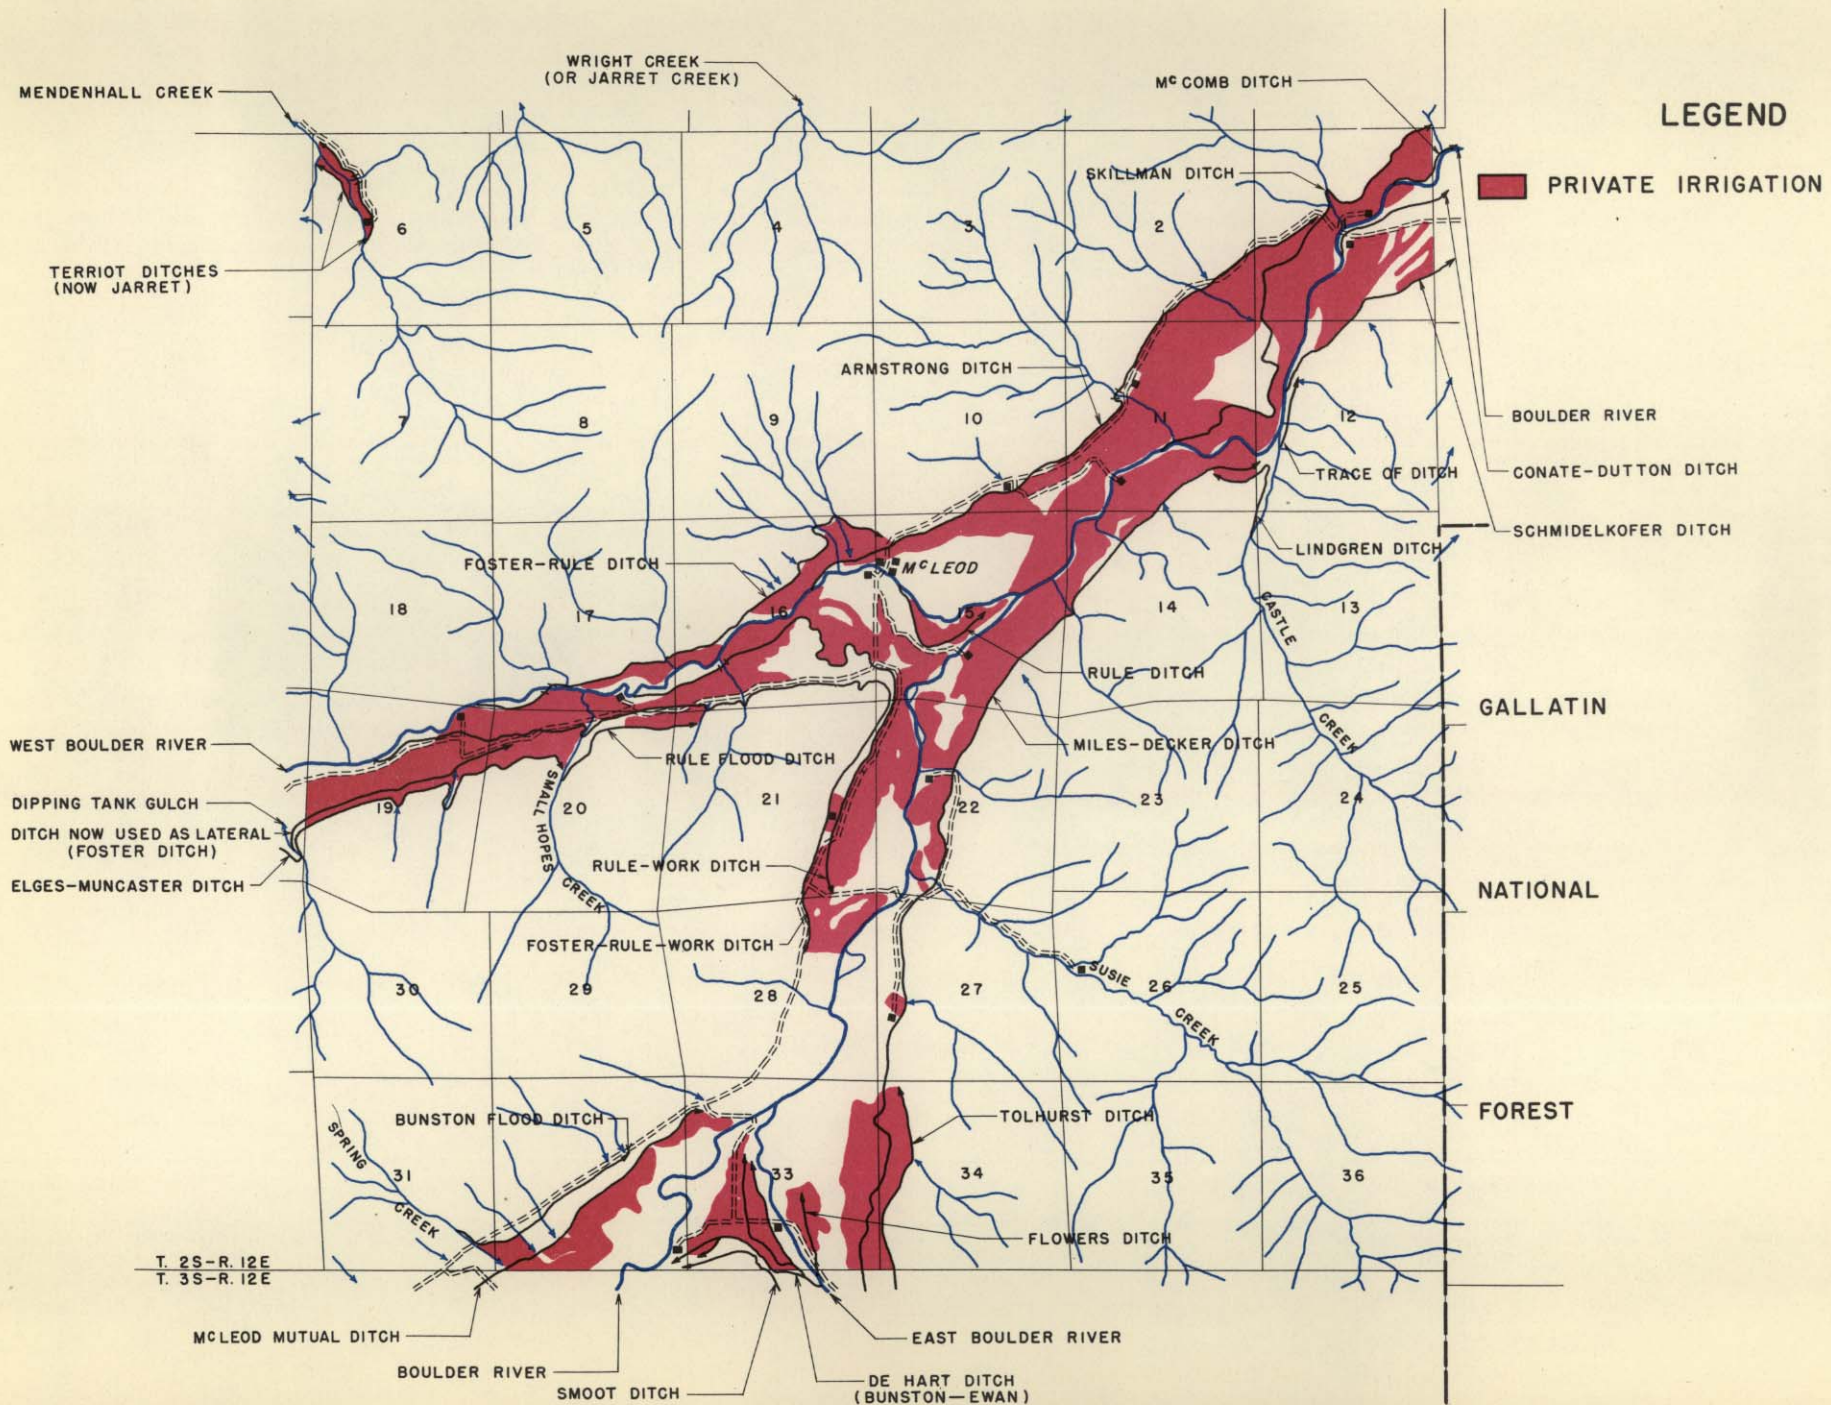 WRIGHT CREEK
(OR JARRET CREEK)
MENDENHALL CREEK
McCOMB DITCH
LEGEND
PRIVATE IRRIGATION
SKILLMAN DITCH
6
5
4
3
2
1
TERRIOT DITCHES
(NOW JARRET)
ARMSTRONG DITCH
7
8
9
10
11
12
BOULDER RIVER
TRACE OF DITCH
CONATE-DUTTON DITCH
SCHMIDELKOFER DITCH
LINDGREN DITCH
FOSTER-RULE DITCH
McLEOD
18
17
16
15
14
13
CASTLE
CREEK
RULE DITCH
GALLATIN
WEST BOULDER RIVER
MILES-DECKER DITCH
RULE FLOOD DITCH
DIPPING TANK GULCH
19
20
21
22
23
24
SMALL HOPES
CREEK
DITCH NOW USED AS LATERAL
(FOSTER DITCH)
RULE-WORK DITCH
ELGES-MUNCASTER DITCH
NATIONAL
FOSTER-RULE-WORK DITCH
30
29
28
27
SUSIE
CREEK
26
25
BUNSTON FLOOD DITCH
TOLHURST DITCH
FOREST
SPRING
CREEK
31
33
34
35
36
FLOWERS DITCH
T. 2S-R. 12E
T. 3S-R. 12E
McLEOD MUTUAL DITCH
EAST BOULDER RIVER
BOULDER RIVER
SMOOT DITCH
DE HART DITCH
(BUNSTON-EWAN)